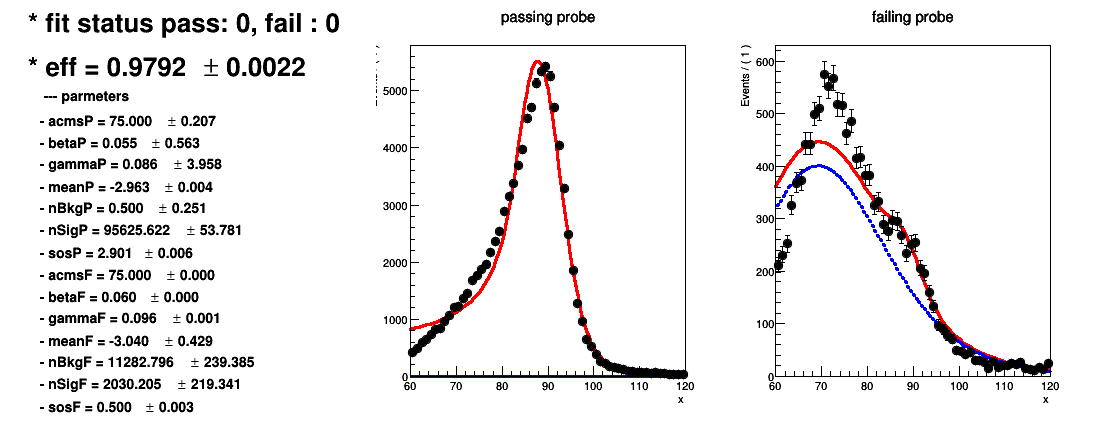 * fit status pass: 0, fail : 0
* eff = 0.9792 ± 0.0022
--- parmeters
- acmsP = 75.000 ± 0.207
- betaP = 0.055 ± 0.563
- gammaP = 0.086 ± 3.958
- meanP = -2.963 ± 0.004
- nBkgP = 0.500 ± 0.251
- nSigP = 95625.622 ± 53.781
- sosP = 2.901 ± 0.006
- acmsF = 75.000 ± 0.000
- betaF = 0.060 ± 0.000
- gammaF = 0.096 ± 0.001
- meanF = -3.040 ± 0.429
- nBkgF = 11282.796 ± 239.385
- nSigF = 2030.205 ± 219.341
- sosF = 0.500 ± 0.003
passing probe
5000
4000
3000
2000
1000
0
60 70 80 90 100 110 120
x
failing probe
Events / ( 1 )
600
500
400
300
200
100
0
60 70 80 90 100 110 120
x